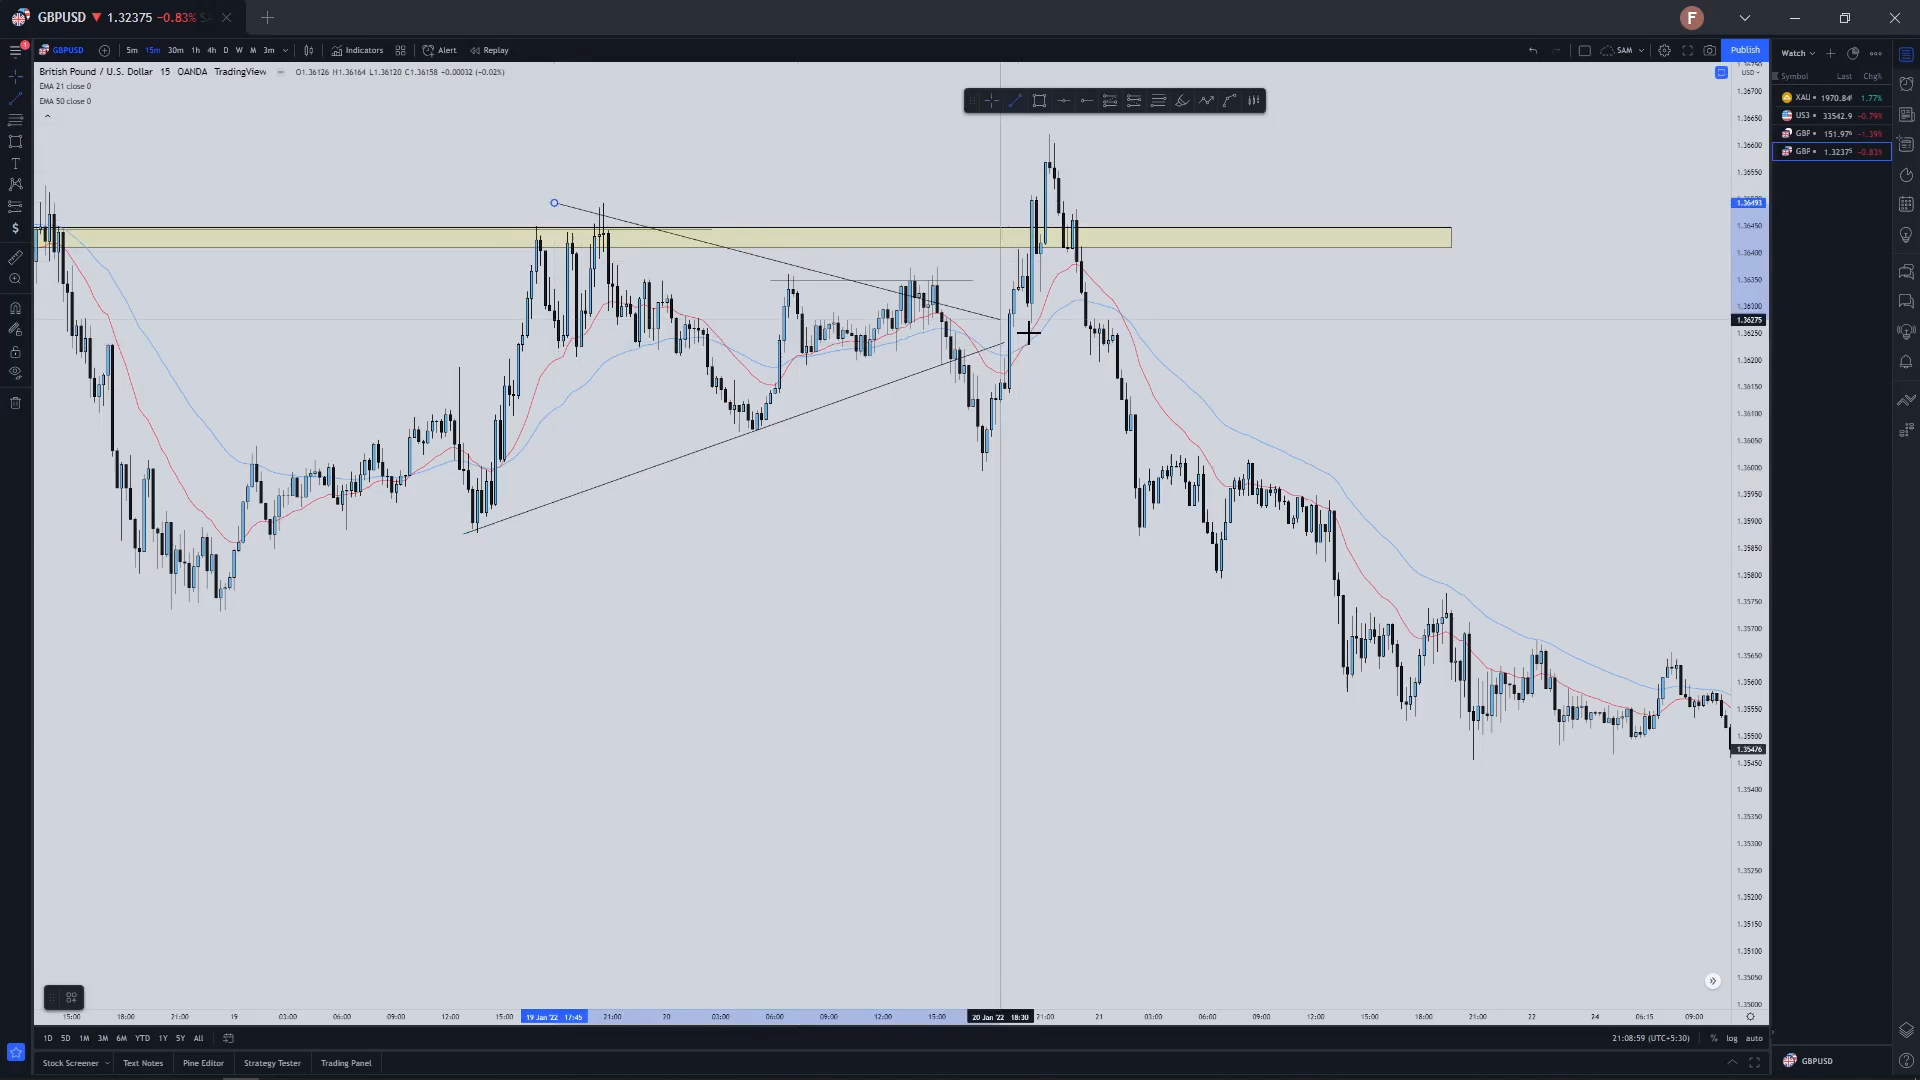 GBPUSD 1.32375 −0.83%
GBPUSD 5m 15m 30m 1h 4h D W M 3m Indicators Alert Replay SAM Publish
British Pound / U.S. Dollar 15 OANDA TradingView O1.36126 H1.36164 L1.36120 C1.36158 +0.00032 (+0.02%)
EMA 21 close 0
EMA 50 close 0
F
Watch
Symbol Last Chg%
XAU 1970.84 1.77%
US3 33542.9 −0.79%
GBP 151.97 −1.39%
GBP 1.3237 −0.83%
USD
1.36700
1.36650
1.36600
1.36550
1.36493
1.36450
1.36400
1.36350
1.36300
1.36275
1.36250
1.36200
1.36150
1.36100
1.36050
1.36000
1.35950
1.35900
1.35850
1.35800
1.35750
1.35700
1.35650
1.35600
1.35550
1.35500
1.35476
1.35450
1.35400
1.35350
1.35300
1.35250
1.35200
1.35150
1.35100
1.35050
1.35000
15:00 18:00 21:00 19 03:00 06:00 09:00 12:00 15:00 19 Jan '22 17:45 21:00 20 03:00 06:00 09:00 12:00 15:00 20 Jan '22 18:30 21:00 21 03:00 06:00 09:00 12:00 15:00 18:00 21:00 22 24 06:15 09:00
1D 5D 1M 3M 6M YTD 1Y 5Y All 21:08:59 (UTC+5:30) % log auto
Stock Screener Text Notes Pine Editor Strategy Tester Trading Panel
GBPUSD